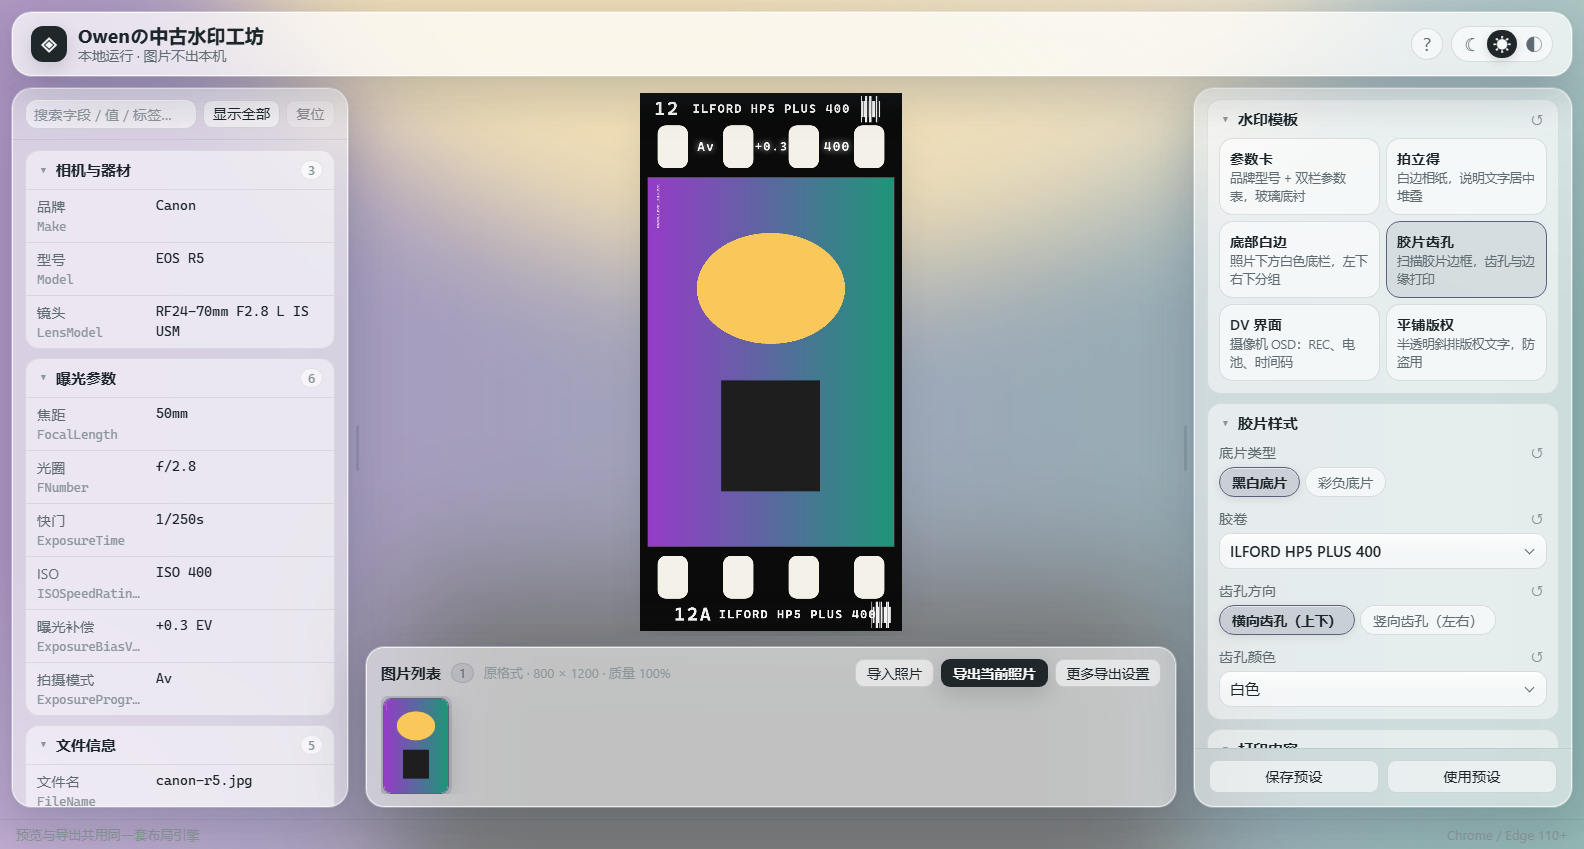 Owenの中古水印工坊
本地运行 · 图片不出本机
?
搜索字段 / 值 / 标签...
显示全部
复位
相机与器材
3
品牌
Make
Canon
型号
Model
EOS R5
镜头
LensModel
RF24-70mm F2.8 L IS
USM
曝光参数
6
焦距
FocalLength
50mm
光圈
FNumber
f/2.8
快门
ExposureTime
1/250s
ISO
ISOSpeedRatin…
ISO 400
曝光补偿
ExposureBiasV…
+0.3 EV
拍摄模式
ExposureProgr…
Av
文件信息
5
文件名
FileName
canon-r5.jpg
12 ILFORD HP5 PLUS 400
Av +0.3 400
12A ILFORD HP5 PLUS 400
图片列表
1
原格式 · 800 × 1200 · 质量 100%
导入照片
导出当前照片
更多导出设置
水印模板
参数卡
品牌型号 + 双栏参数
表，玻璃底衬
拍立得
白边相纸，说明文字居中
堆叠
底部白边
照片下方白色底栏，左下
右下分组
胶片齿孔
扫描胶片边框，齿孔与边
缘打印
DV 界面
摄像机 OSD：REC、电
池、时间码
平铺版权
半透明斜排版权文字，防
盗用
胶片样式
底片类型
黑白底片
彩负底片
胶卷
ILFORD HP5 PLUS 400
齿孔方向
横向齿孔（上下）
竖向齿孔（左右）
齿孔颜色
白色
打印内容
保存预设
使用预设
预览与导出共用同一套布局引擎
Chrome / Edge 110+